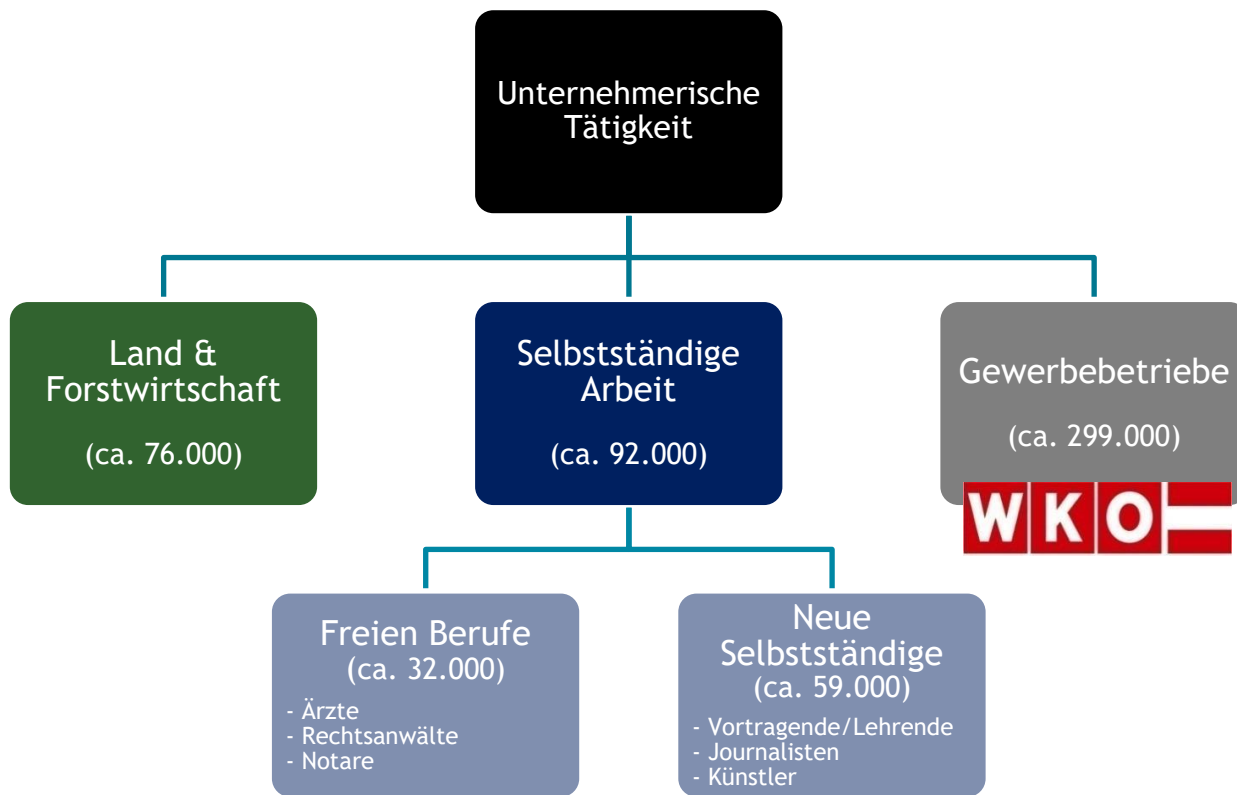 Unternehmerische
Tätigkeit
Land &
Forstwirtschaft
(ca. 76.000)
Selbstständige
Arbeit
(ca. 92.000)
Gewerbebetriebe
(ca. 299.000)
WKO
Freien Berufe
(ca. 32.000)
- Ärzte
- Rechtsanwälte
- Notare
Neue
Selbstständige
(ca. 59.000)
- Vortragende/Lehrende
- Journalisten
- Künstler